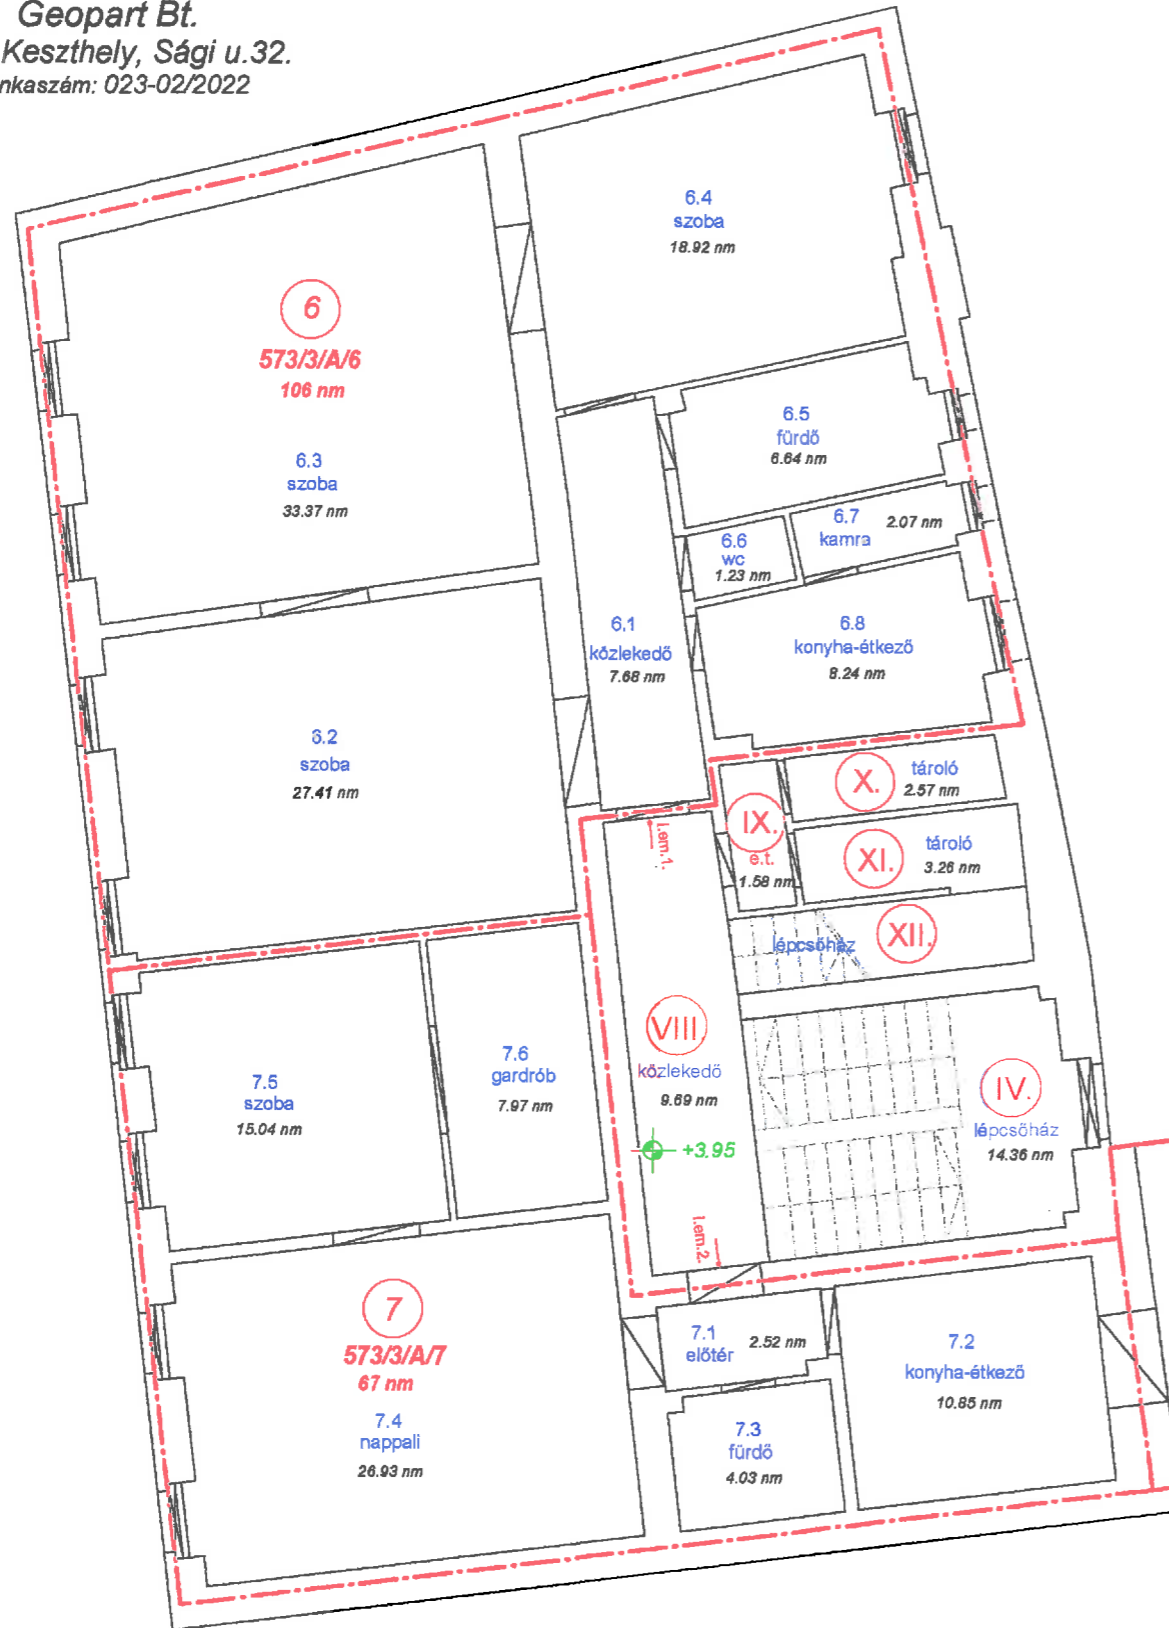 Geopart Bt.
Keszthely, Sági u.32.
nkaszám: 023-02/2022
6.4
szoba
18.92 nm
6
573/3/A/6
106 nm
6.3
szoba
33.37 nm
6.5
fürdő
6.64 nm
6.7
kamra
2.07 nm
6.6
wc
1.23 nm
6.1
közlekedő
7.68 nm
6.8
konyha-étkező
8.24 nm
6.2
szoba
27.41 nm
X.
tároló
2.57 nm
IX.
e.t.
1.58 nm
I.em.1.
XI.
tároló
3.26 nm
XII.
lépcsőház
VIII.
közlekedő
9.69 nm
7.6
gardrób
7.97 nm
7.5
szoba
15.04 nm
IV.
lépcsőház
14.36 nm
+3.95
I.em.2.
7
573/3/A/7
67 nm
7.4
nappali
26.93 nm
7.1
előtér
2.52 nm
7.2
konyha-étkező
10.85 nm
7.3
fürdő
4.03 nm